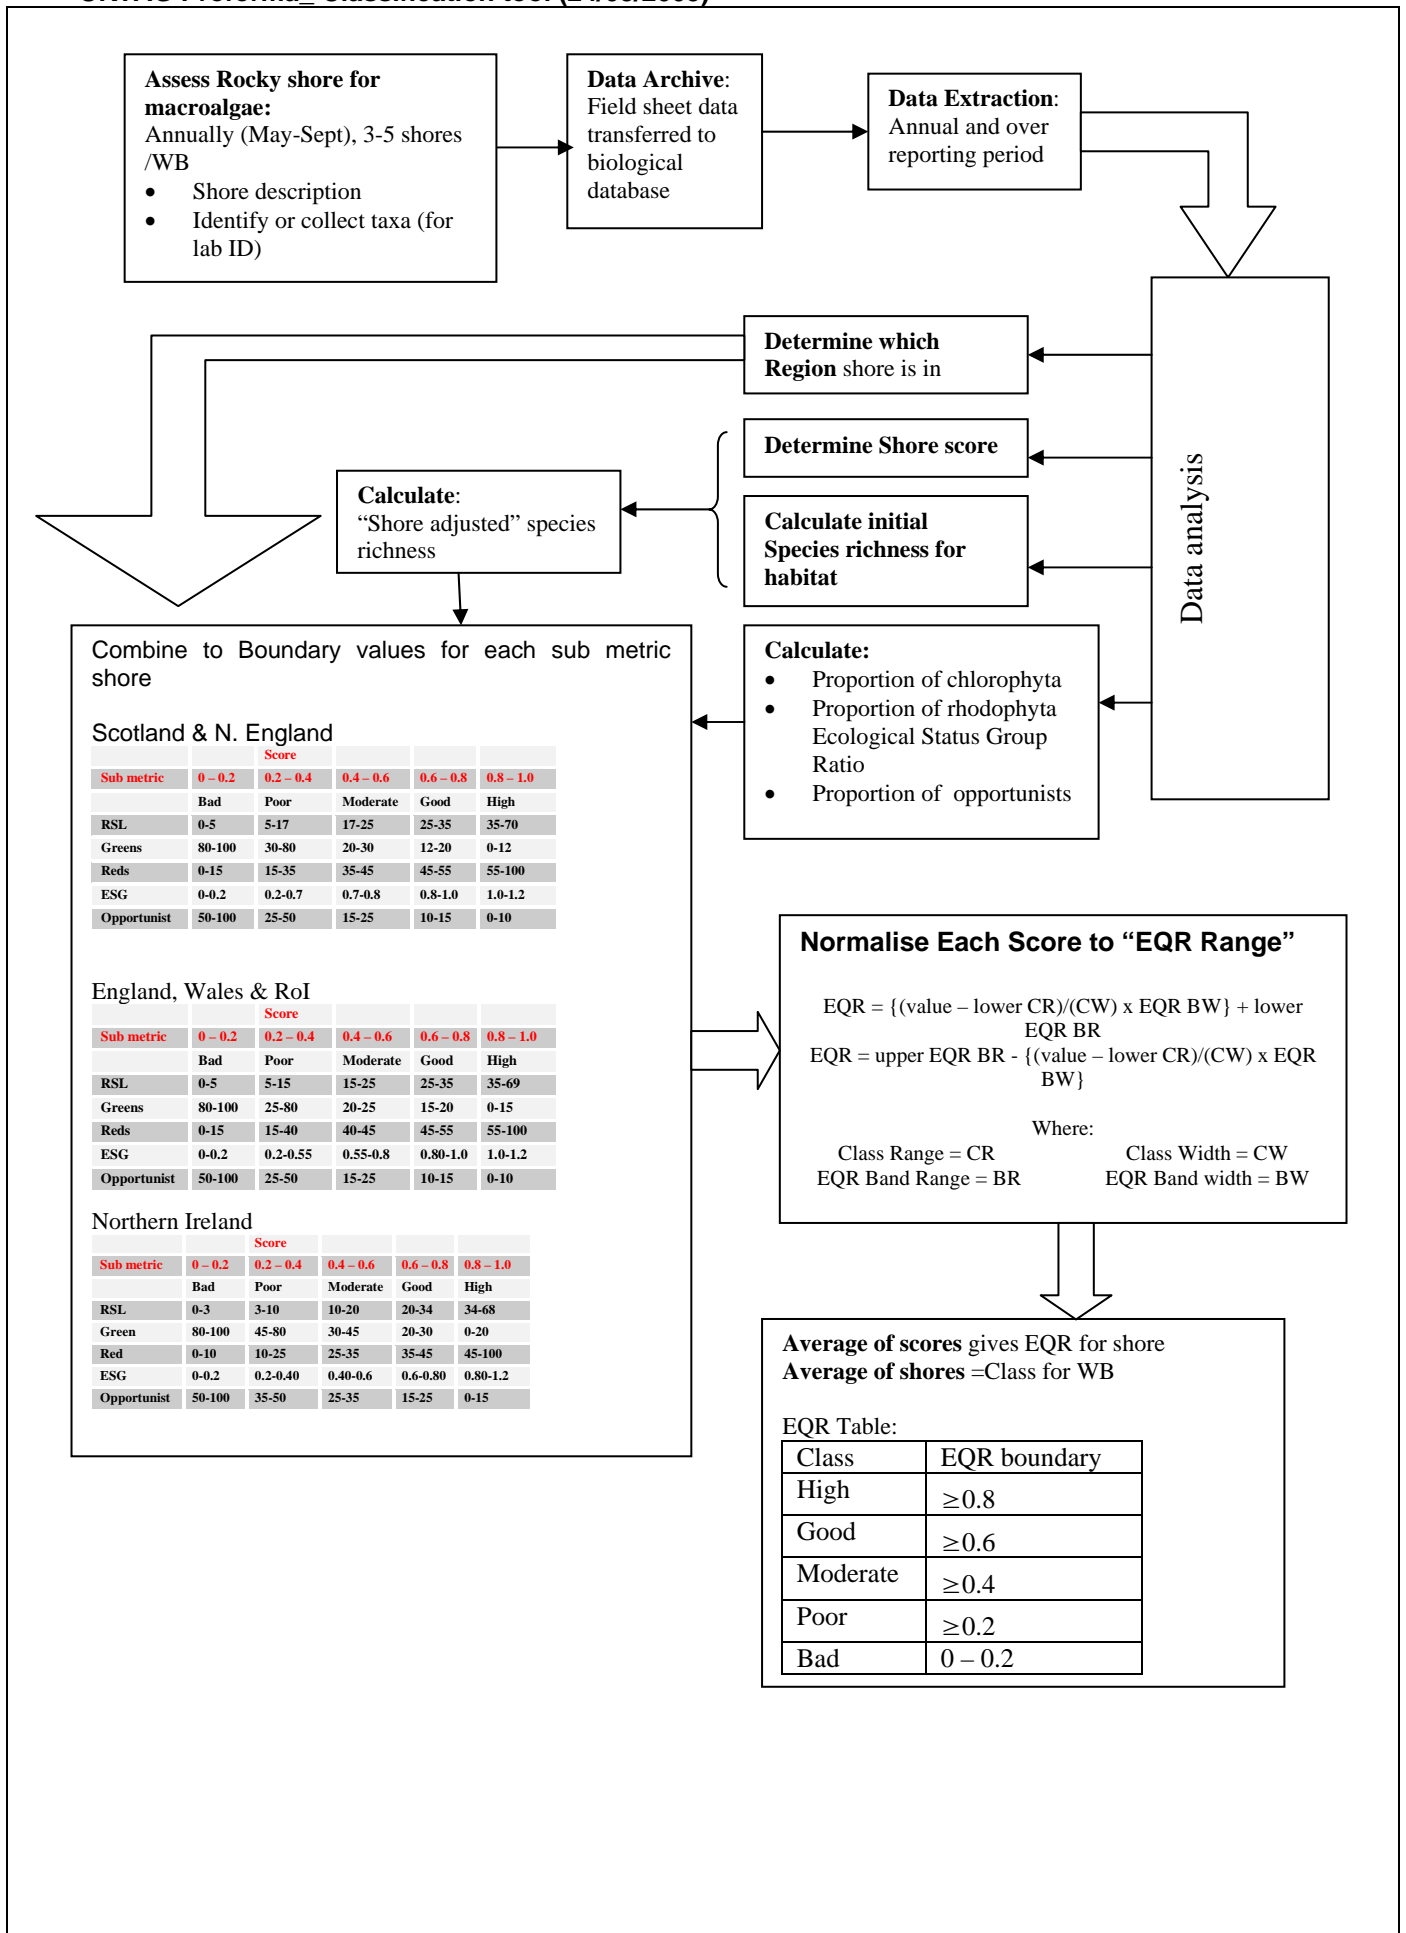 Assess Rocky shore for
macroalgae:
Annually (May-Sept), 3-5 shores
/WB
• Shore description
• Identify or collect taxa (for
lab ID)
Data Archive:
Field sheet data
transferred to
biological
database
Data Extraction:
Annual and over
reporting period
Data analysis
Determine which
Region shore is in
Determine Shore score
Calculate initial
Species richness for
habitat
Calculate:
“Shore adjusted” species
richness
Calculate:
• Proportion of chlorophyta
• Proportion of rhodophyta
Ecological Status Group
Ratio
• Proportion of opportunists
Combine to Boundary values for each sub metric
shore
Scotland & N. England
Score
Sub metric 0 – 0.2 0.2 – 0.4 0.4 – 0.6 0.6 – 0.8 0.8 – 1.0
Bad Poor Moderate Good High
RSL 0-5 5-17 17-25 25-35 35-70
Greens 80-100 30-80 20-30 12-20 0-12
Reds 0-15 15-35 35-45 45-55 55-100
ESG 0-0.2 0.2-0.7 0.7-0.8 0.8-1.0 1.0-1.2
Opportunist 50-100 25-50 15-25 10-15 0-10
England, Wales & RoI
Score
Sub metric 0 – 0.2 0.2 – 0.4 0.4 – 0.6 0.6 – 0.8 0.8 – 1.0
Bad Poor Moderate Good High
RSL 0-5 5-15 15-25 25-35 35-69
Greens 80-100 25-80 20-25 15-20 0-15
Reds 0-15 15-40 40-45 45-55 55-100
ESG 0-0.2 0.2-0.55 0.55-0.8 0.80-1.0 1.0-1.2
Opportunist 50-100 25-50 15-25 10-15 0-10
Northern Ireland
Score
Sub metric 0 – 0.2 0.2 – 0.4 0.4 – 0.6 0.6 – 0.8 0.8 – 1.0
Bad Poor Moderate Good High
RSL 0-3 3-10 10-20 20-34 34-68
Green 80-100 45-80 30-45 20-30 0-20
Red 0-10 10-25 25-35 35-45 45-100
ESG 0-0.2 0.2-0.40 0.40-0.6 0.6-0.80 0.80-1.2
Opportunist 50-100 35-50 25-35 15-25 0-15
Normalise Each Score to “EQR Range”
EQR = {(value – lower CR)/(CW) x EQR BW} + lower
EQR BR
EQR = upper EQR BR - {(value – lower CR)/(CW) x EQR
BW}
Where:
Class Range = CR Class Width = CW
EQR Band Range = BR EQR Band width = BW
Average of scores gives EQR for shore
Average of shores =Class for WB
EQR Table:
Class EQR boundary
High ≥0.8
Good ≥0.6
Moderate ≥0.4
Poor ≥0.2
Bad 0 – 0.2